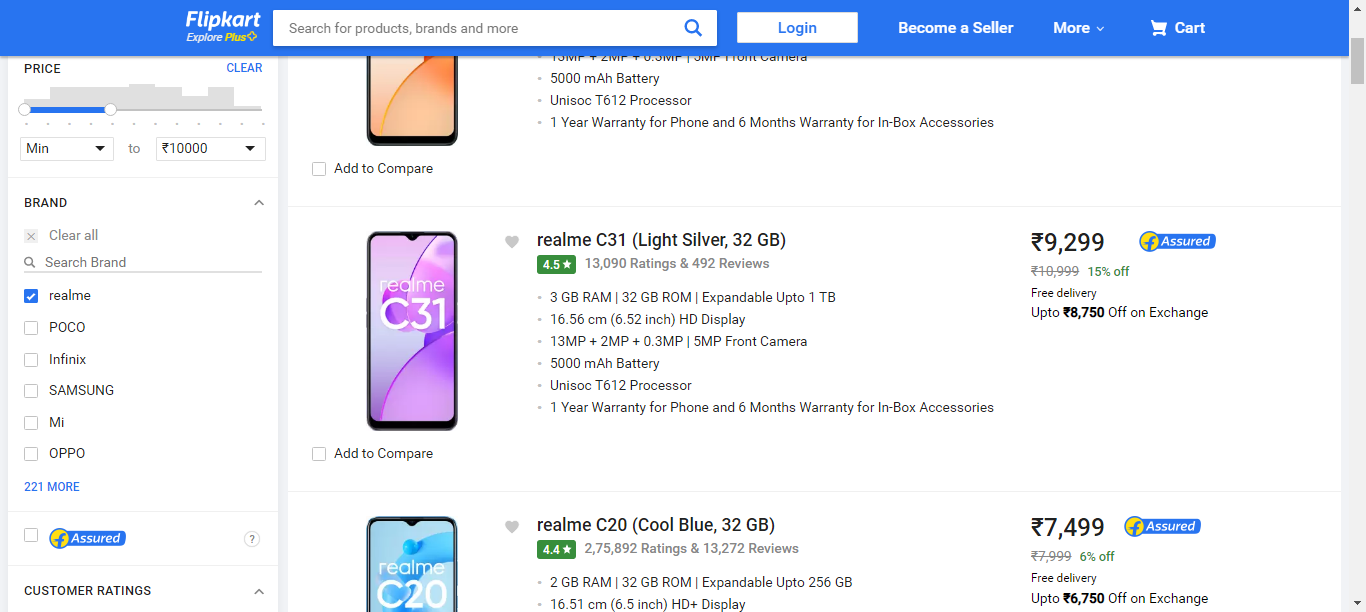 Flipkart
Explore Plus
Search for products, brands and more
Login
Become a Seller
More
Cart
PRICE
CLEAR
Min
to
₹10000
BRAND
Clear all
Search Brand
realme
POCO
Infinix
SAMSUNG
Mi
OPPO
221 MORE
Assured
?
CUSTOMER RATINGS
13MP + 2MP + 0.3MP | 5MP Front Camera
5000 mAh Battery
Unisoc T612 Processor
1 Year Warranty for Phone and 6 Months Warranty for In-Box Accessories
Add to Compare
realme
C31
realme C31 (Light Silver, 32 GB)
4.5★ 13,090 Ratings & 492 Reviews
3 GB RAM | 32 GB ROM | Expandable Upto 1 TB
16.56 cm (6.52 inch) HD Display
13MP + 2MP + 0.3MP | 5MP Front Camera
5000 mAh Battery
Unisoc T612 Processor
1 Year Warranty for Phone and 6 Months Warranty for In-Box Accessories
₹9,299
Assured
₹10,999 15% off
Free delivery
Upto ₹8,750 Off on Exchange
Add to Compare
realme
C20
realme C20 (Cool Blue, 32 GB)
4.4★ 2,75,892 Ratings & 13,272 Reviews
2 GB RAM | 32 GB ROM | Expandable Upto 256 GB
16.51 cm (6.5 inch) HD+ Display
₹7,499
Assured
₹7,999 6% off
Free delivery
Upto ₹6,750 Off on Exchange